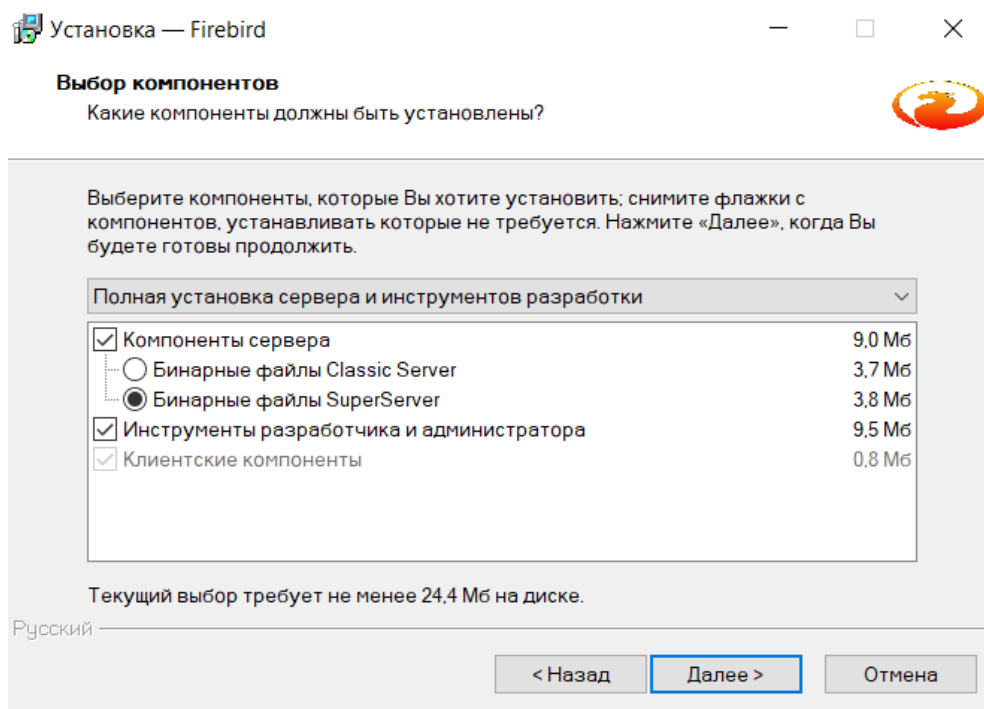 Установка — Firebird
Выбор компонентов
Какие компоненты должны быть установлены?
Выберите компоненты, которые Вы хотите установить; снимите флажки с
компонентов, устанавливать которые не требуется. Нажмите «Далее», когда Вы
будете готовы продолжить.
Полная установка сервера и инструментов разработки
Компоненты сервера 9,0 Мб
Бинарные файлы Classic Server 3,7 Мб
Бинарные файлы SuperServer 3,8 Мб
Инструменты разработчика и администратора 9,5 Мб
Клиентские компоненты 0,8 Мб
Текущий выбор требует не менее 24,4 Мб на диске.
Русский
< Назад Далее > Отмена